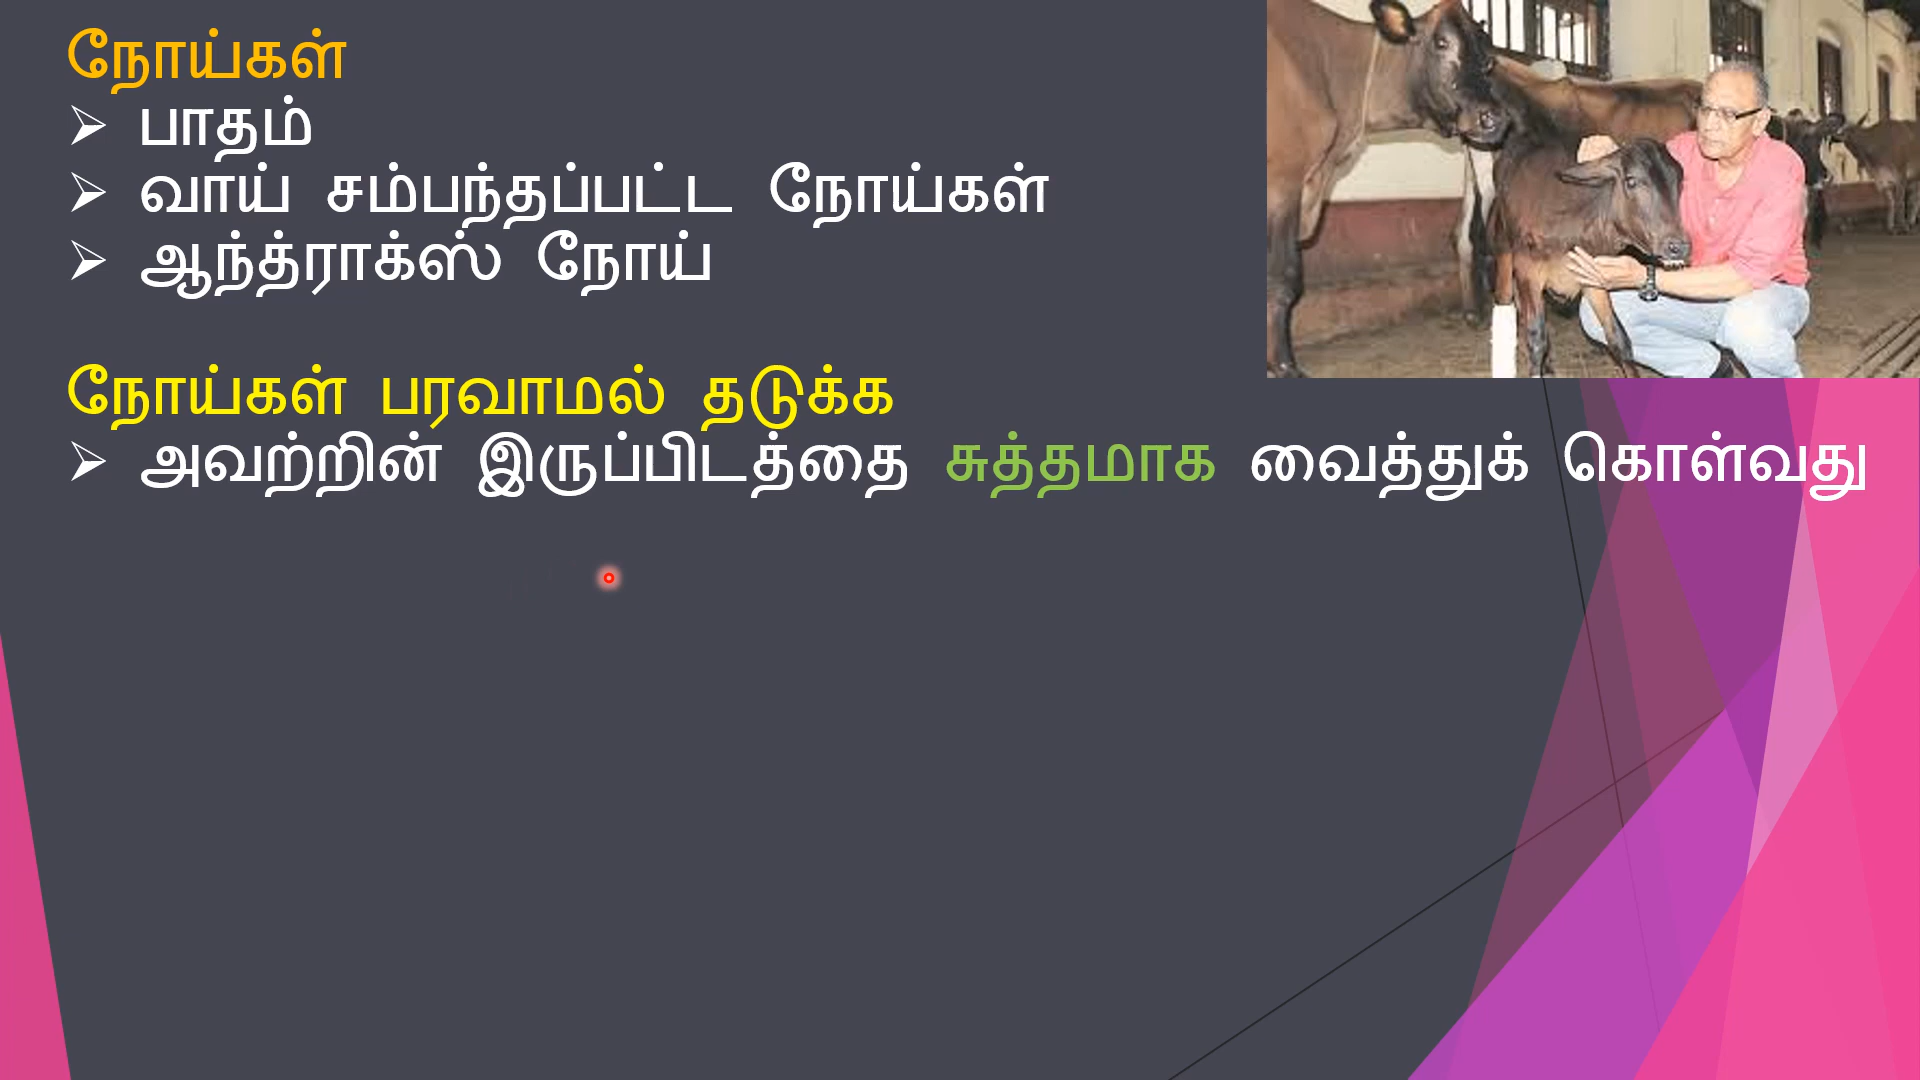 நோய்கள்
➢ பாதம்
➢ வாய் சம்பந்தப்பட்ட நோய்கள்
➢ ஆந்த்ராக்ஸ் நோய்
நோய்கள் பரவாமல் தடுக்க
➢ அவற்றின் இருப்பிடத்தை சுத்தமாக வைத்துக் கொள்வது